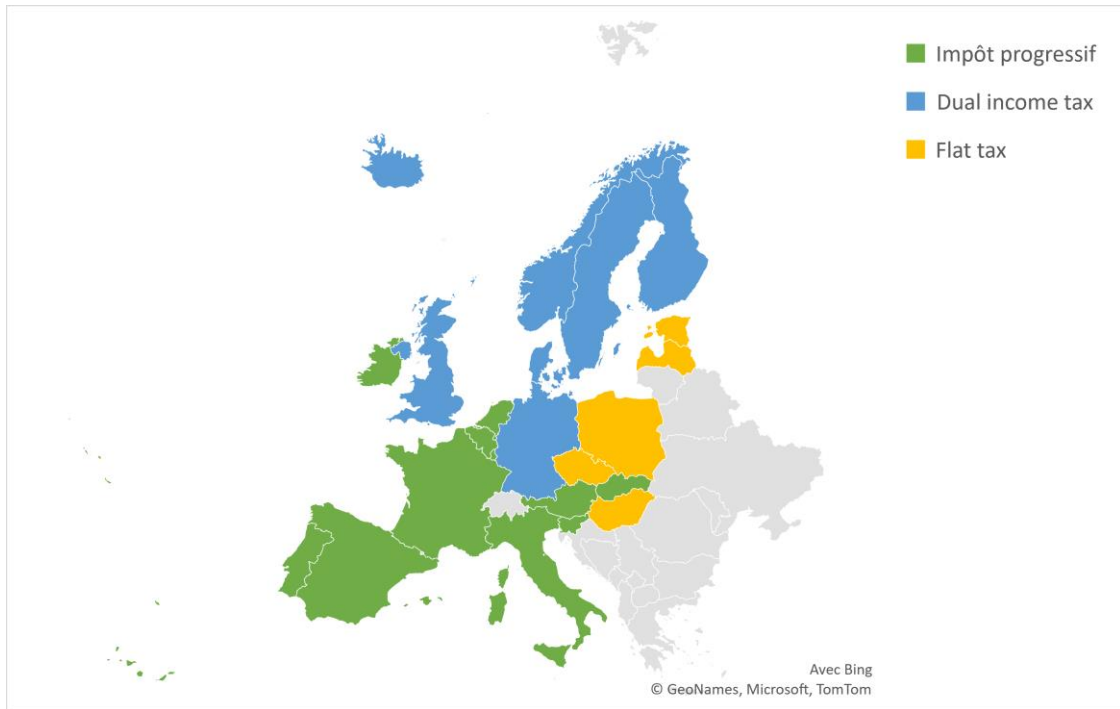 Impôt progressif
Dual income tax
Flat tax
Avec Bing
© GeoNames, Microsoft, TomTom